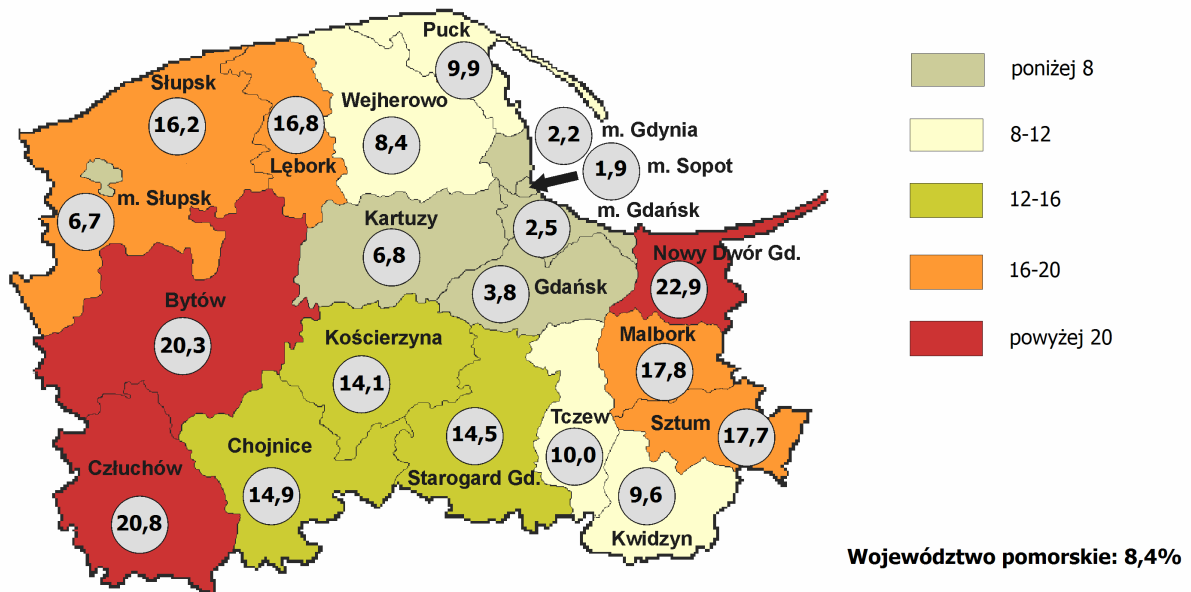 Puck
9,9
Słupsk
16,2
16,8
Lębork
Wejherowo
8,4
2,2
m. Gdynia
1,9
m. Sopot
m. Gdańsk
2,5
m. Słupsk
6,7
Kartuzy
6,8
Gdańsk
3,8
Nowy Dwór Gd.
22,9
Bytów
20,3
Kościerzyna
14,1
Malbork
17,8
Sztum
17,7
Tczew
10,0
Starogard Gd.
14,5
Chojnice
14,9
Człuchów
20,8
9,6
Kwidzyn
poniżej 8
8-12
12-16
16-20
powyżej 20
Województwo pomorskie: 8,4%